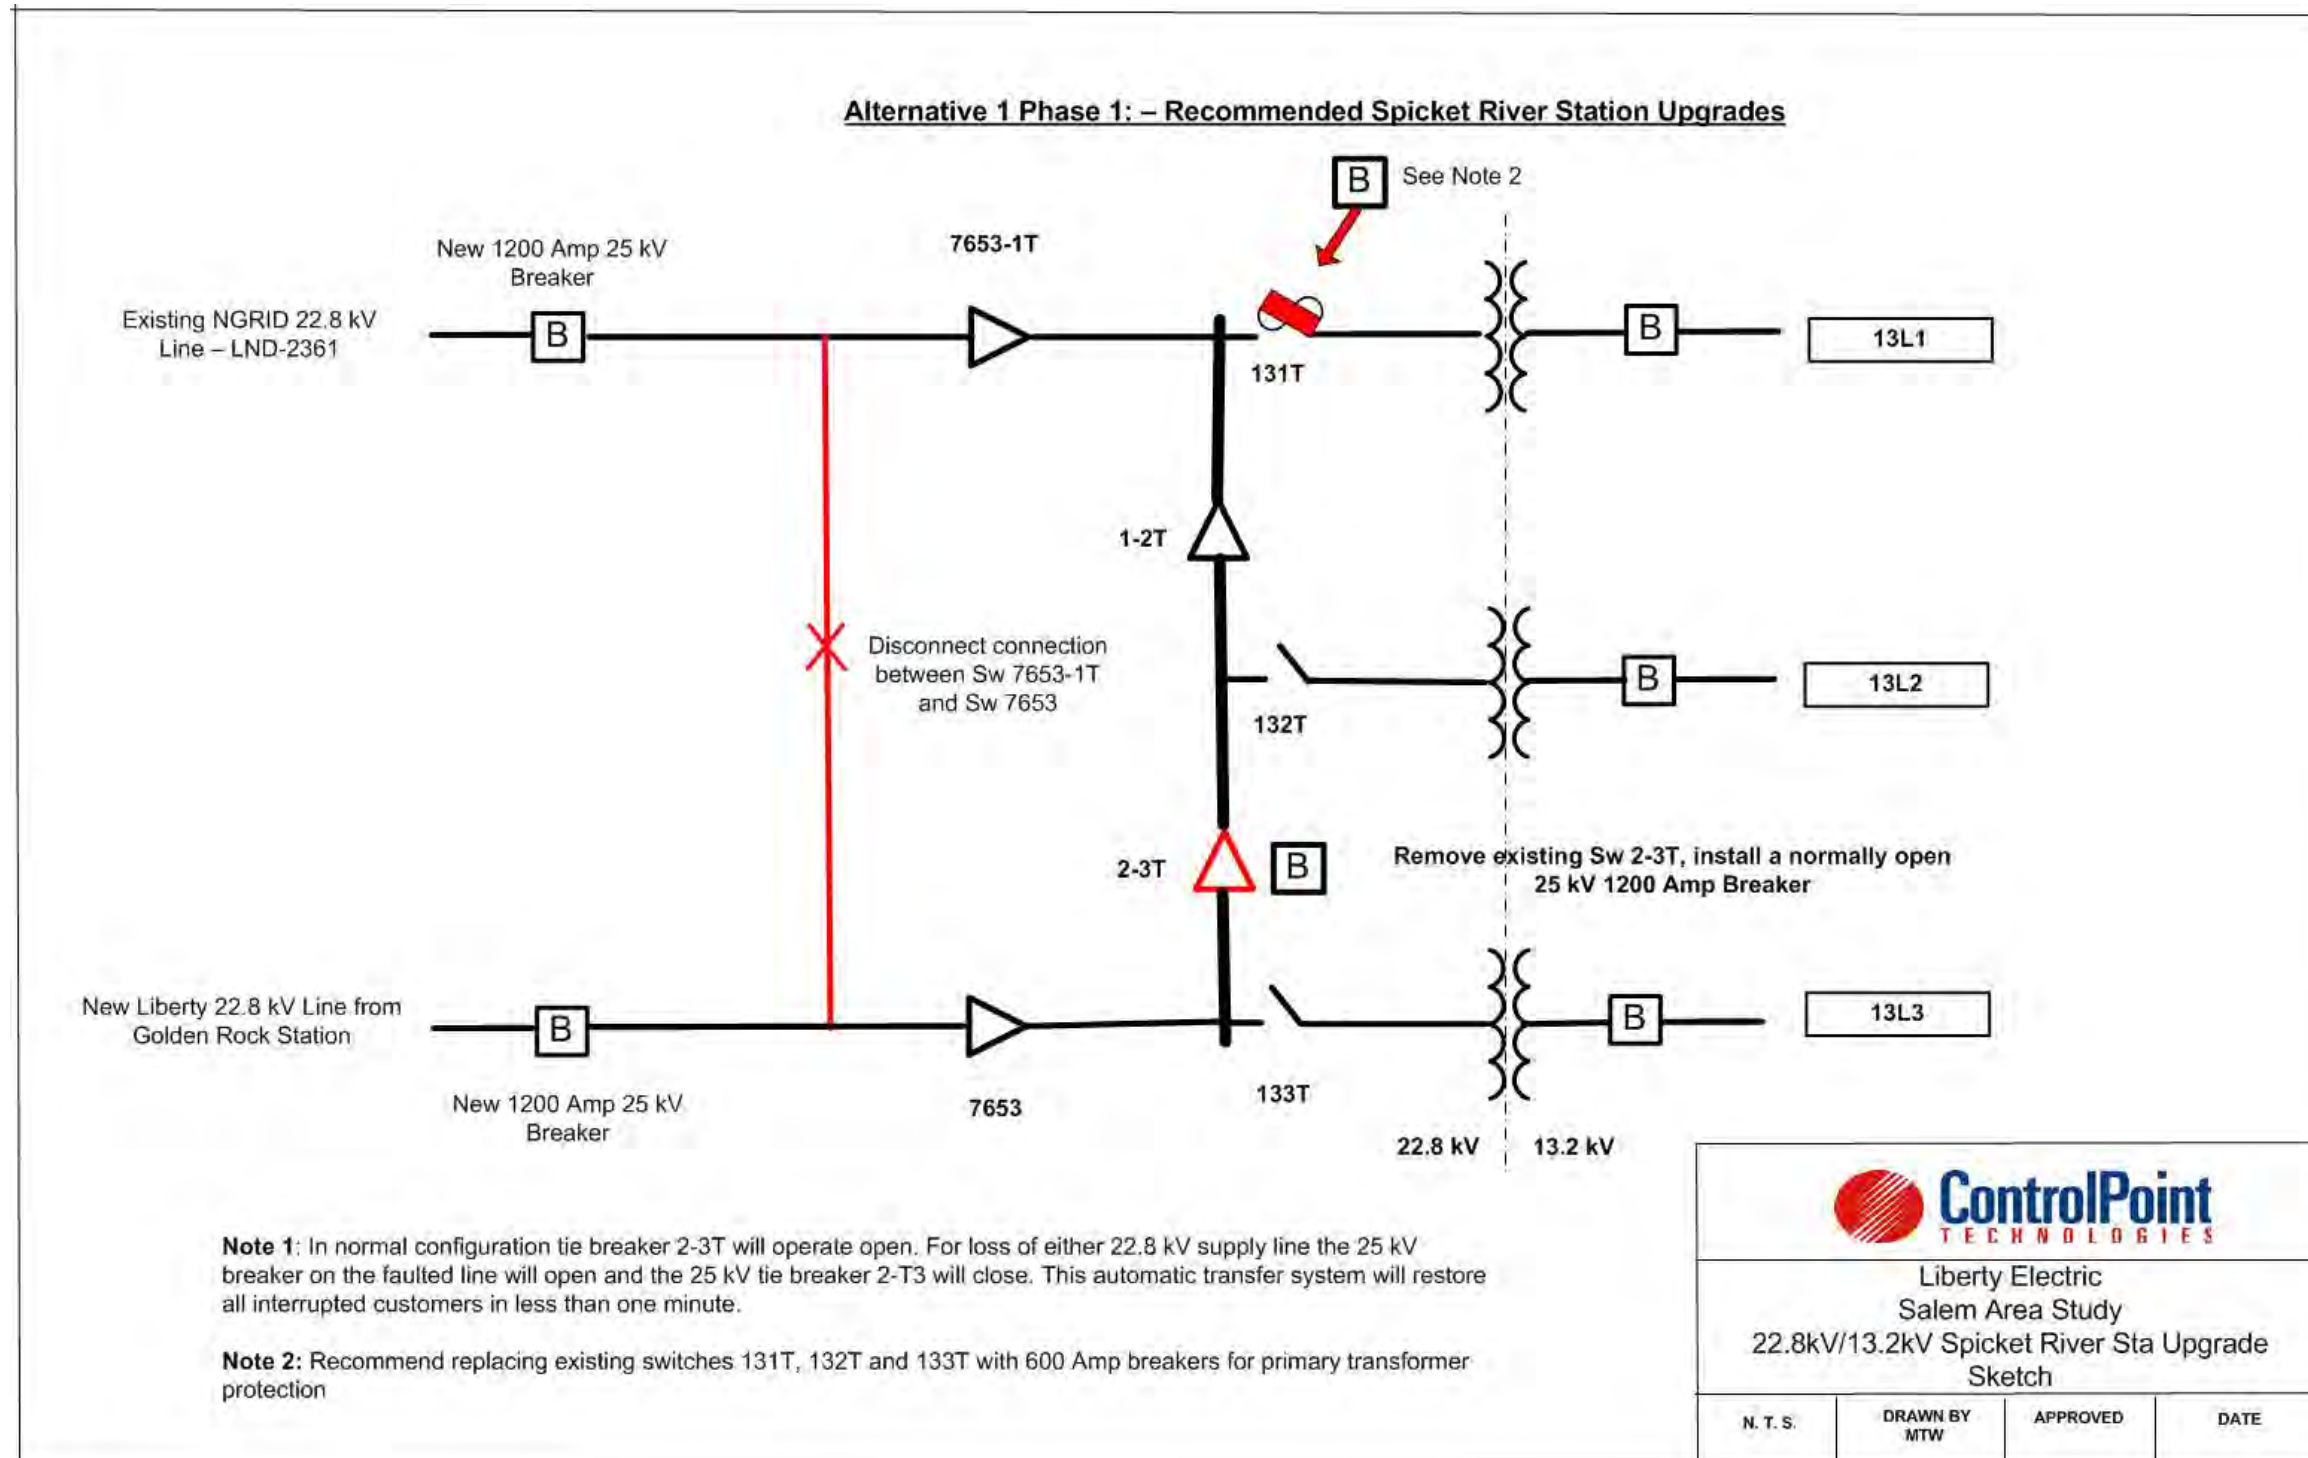 Alternative 1 Phase 1: – Recommended Spicket River Station Upgrades
B
See Note 2
New 1200 Amp 25 kV
Breaker
7653-1T
Existing NGRID 22.8 kV
Line – LND-2361
B
131T
B
13L1
1-2T
Disconnect connection
between Sw 7653-1T
and Sw 7653
132T
B
13L2
2-3T
B
Remove existing Sw 2-3T, install a normally open
25 kV 1200 Amp Breaker
New Liberty 22.8 kV Line from
Golden Rock Station
B
New 1200 Amp 25 kV
Breaker
7653
133T
B
13L3
22.8 kV
13.2 kV
Note 1: In normal configuration tie breaker 2-3T will operate open. For loss of either 22.8 kV supply line the 25 kV
breaker on the faulted line will open and the 25 kV tie breaker 2-T3 will close. This automatic transfer system will restore
all interrupted customers in less than one minute.
Note 2: Recommend replacing existing switches 131T, 132T and 133T with 600 Amp breakers for primary transformer
protection
ControlPoint
TECHNOLOGIES
Liberty Electric
Salem Area Study
22.8kV/13.2kV Spicket River Sta Upgrade
Sketch
N. T. S.
DRAWN BY
MTW
APPROVED
DATE